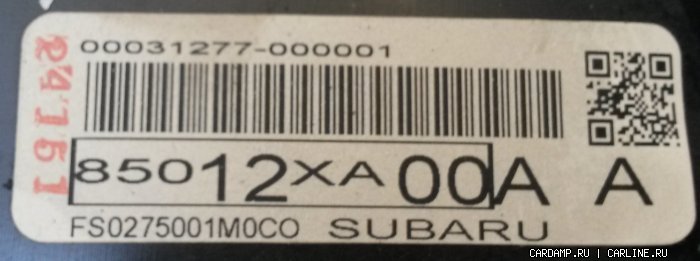 00031277-000001
24151
85012XA00A A
FS0275001M0CO SUBARU
CARDAMP.RU | CARLINE.RU